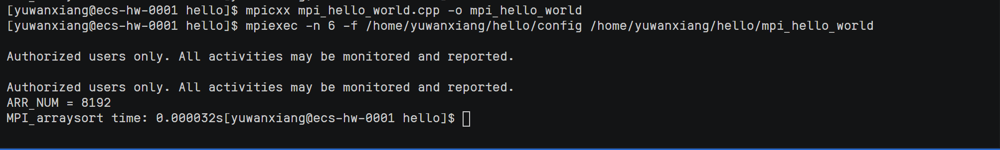 [yuwanxiang@ecs-hw-0001 hello]$ mpicxx mpi_hello_world.cpp -o mpi_hello_world
[yuwanxiang@ecs-hw-0001 hello]$ mpiexec -n 6 -f /home/yuwanxiang/hello/config /home/yuwanxiang/hello/mpi_hello_world
Authorized users only. All activities may be monitored and reported.
Authorized users only. All activities may be monitored and reported.
ARR_NUM = 8192
MPI_arraysort time: 0.000032s[yuwanxiang@ecs-hw-0001 hello]$